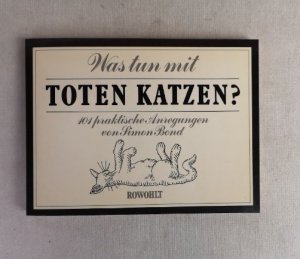 Was tun mit
TOTEN KATZEN?
101 praktische Anregungen
von Simon Bond
ROWOHLT